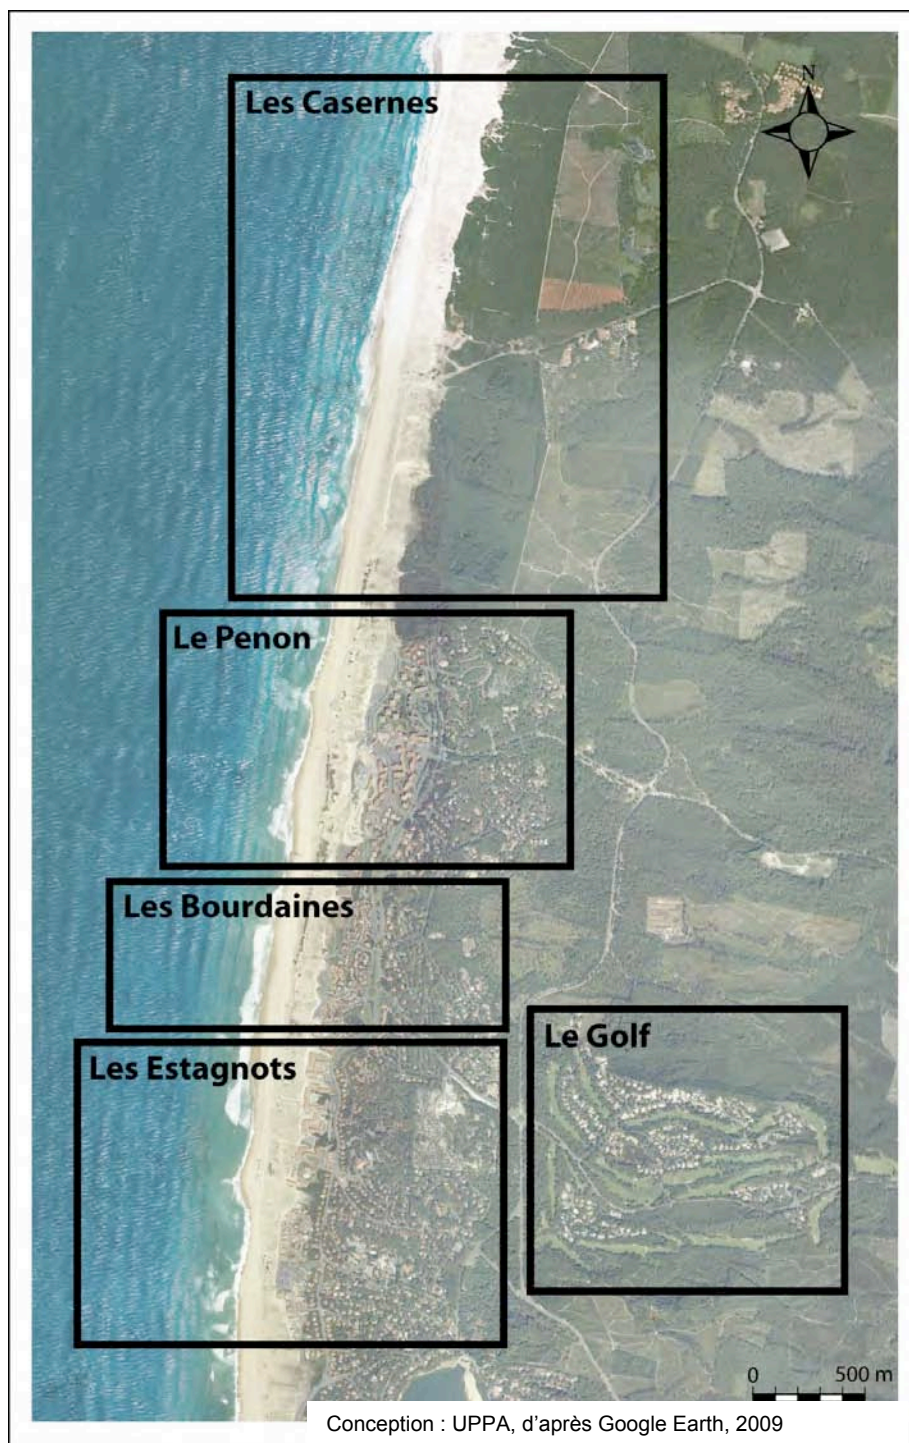 N
Les Casernes
Le Penon
Les Bourdaines
Le Golf
Les Estagnots
0 500 m
Conception : UPPA, d'après Google Earth, 2009